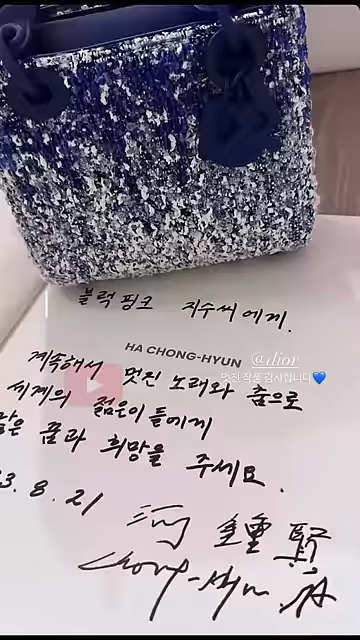 블랙핑크 지수씨에게.
HA CHONG-HYUN @dior
멋진 작품 감사합니다💙
계속해서 멋진 노래와 춤으로
세계의 젊은이들에게
많은 꿈과 희망을 주세요.
3. 8. 21
河 鍾 賢
Chong-Hyun. HA